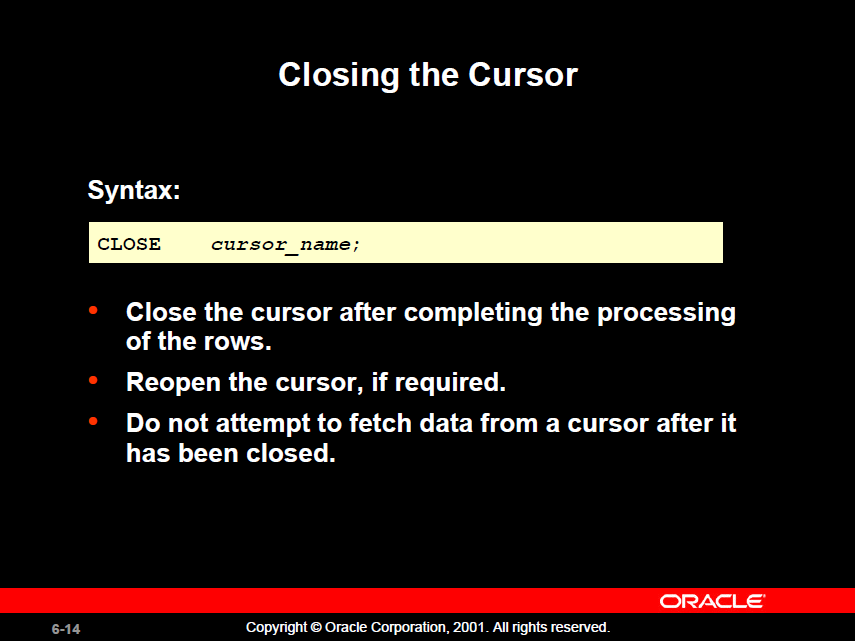 Closing the Cursor
Syntax:
CLOSE cursor_name;
• Close the cursor after completing the processing
of the rows.
• Reopen the cursor, if required.
• Do not attempt to fetch data from a cursor after it
has been closed.
ORACLE®
6-14 Copyright © Oracle Corporation, 2001. All rights reserved.